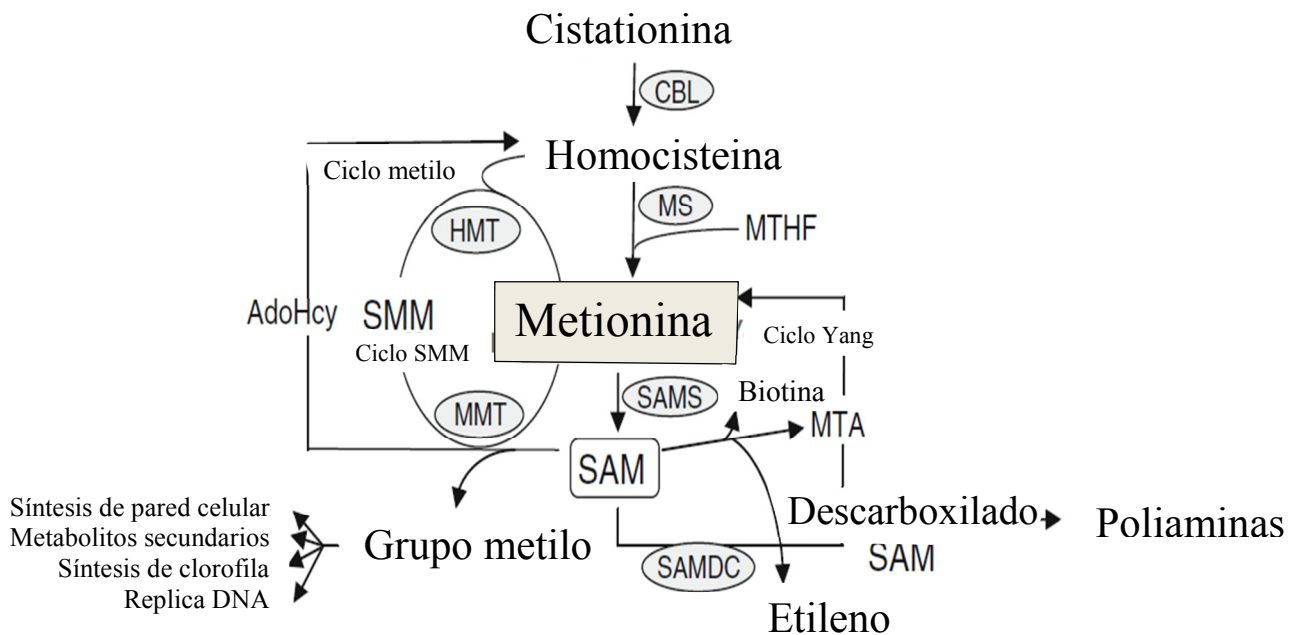 Cistationina
CBL
Homocisteina
Ciclo metilo
MS
HMT
MTHF
AdoHcy
SMM
Metionina
Ciclo Yang
Ciclo SMM
SAMS
Biotina
MMT
MTA
SAM
Síntesis de pared celular
Metabolitos secundarios
Síntesis de clorofila
Replica DNA
Grupo metilo
Descarboxilado
SAM
Poliaminas
SAMDC
Etileno